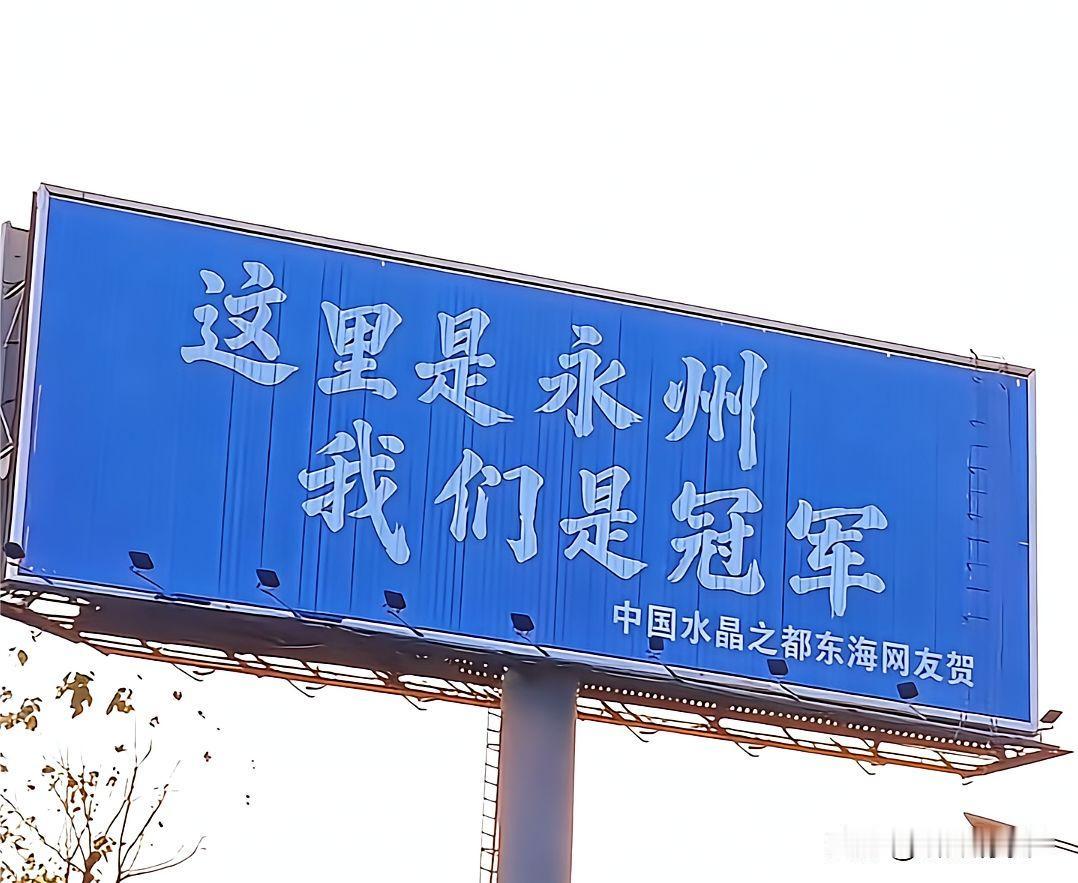 这里是永州
我们是冠军
中国水晶之都东海网友贺